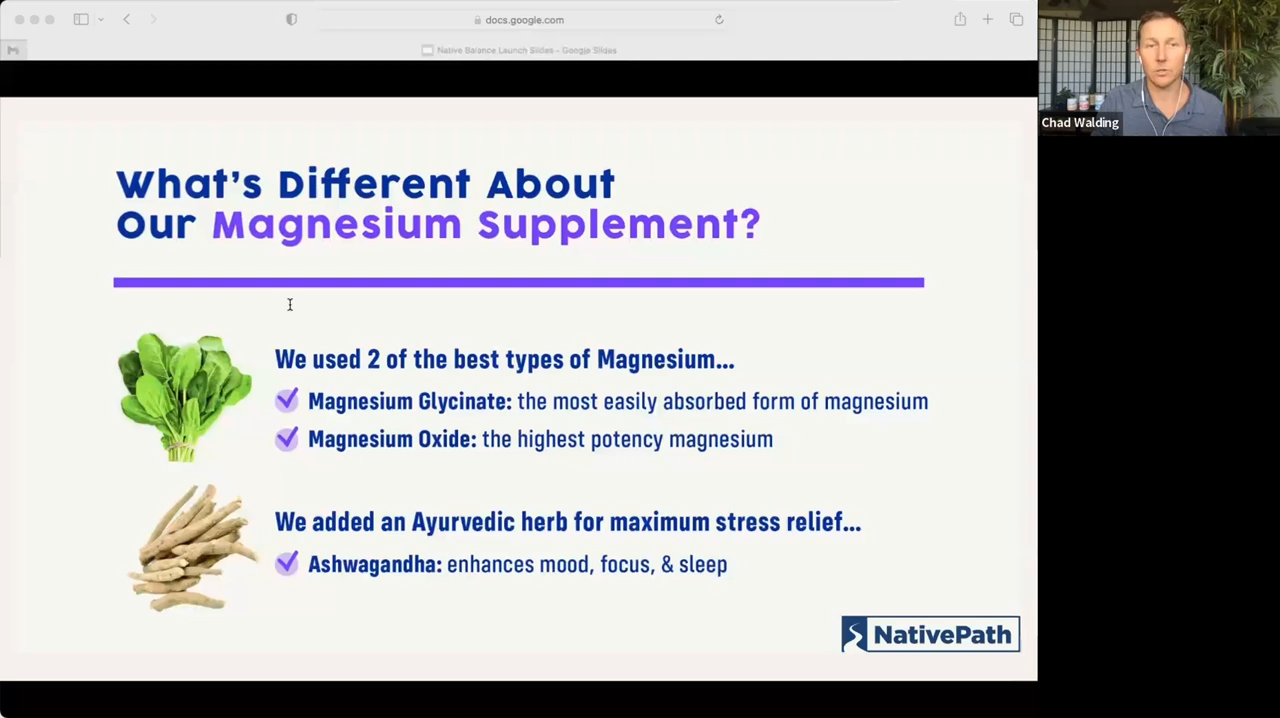 docs.google.com
Native Balance Launch Slides - Google Slides
Chad Walding
What's Different About
Our Magnesium Supplement?
We used 2 of the best types of Magnesium...
Magnesium Glycinate: the most easily absorbed form of magnesium
Magnesium Oxide: the highest potency magnesium
We added an Ayurvedic herb for maximum stress relief...
Ashwagandha: enhances mood, focus, & sleep
NativePath